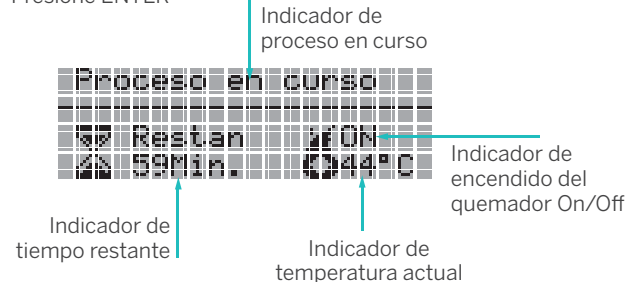 Presione ENTER
Indicador de
proceso en curso
Proceso en curso
Restan ON
59Min. 44°C
Indicador de
encendido del
quemador On/Off
Indicador de
tiempo restante
Indicador de
temperatura actual